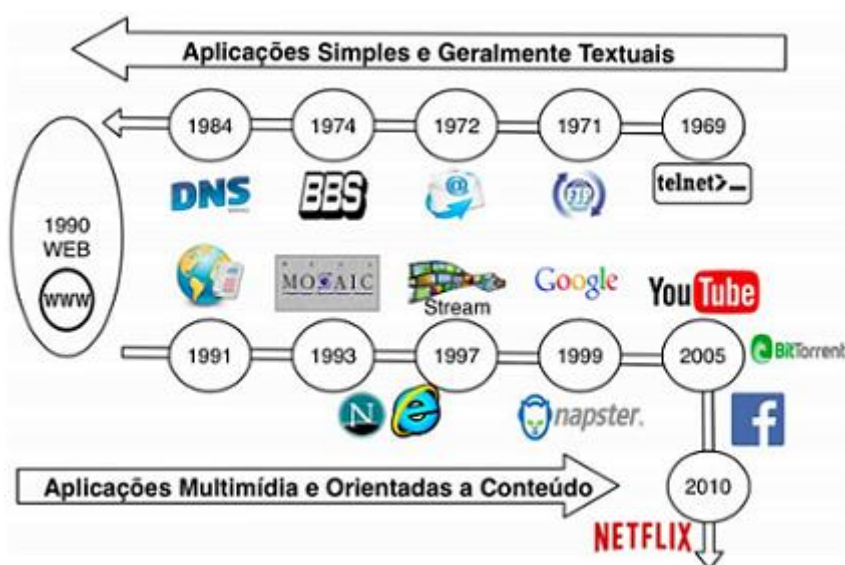 Aplicações Simples e Geralmente Textuais
1984
1974
1972
1971
1969
DNS
BBS
@
FTP
telnet>_
1990
WEB
WWW
MOSAIC
Stream
Google
YouTube
1991
1993
1997
1999
2005
BitTorrent
N
e
napster.
f
Aplicações Multimídia e Orientadas a Conteúdo
2010
NETFLIX